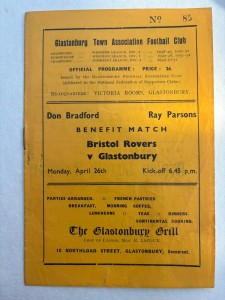 No 85
Glastonbury Town Association Football Club
OFFICIAL PROGRAMME: PRICE - 3d.
HEADQUARTERS: VICTORIA ROOMS, GLASTONBURY.
Don Bradford Ray Parsons
BENEFIT MATCH
Bristol Rovers
v Glastonbury
Monday, April 26th Kick-off 6.45 p.m.
PARTIES ARRANGED. - FRENCH PASTRIES
BREAKFAST, MORNING COFFEE,
LUNCHEONS - TEAS - DINNERS.
CONTINENTAL COOKING.
The Glastonbury Grill
10 NORTHLOAD STREET, GLASTONBURY, Somerset.